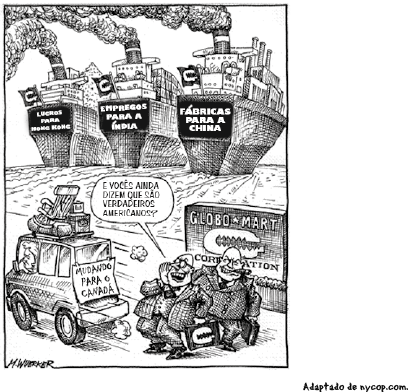 LUCROS
PARA
HONG KONG
EMPREGOS
PARA A
ÍNDIA
FÁBRICAS
PARA A
CHINA
E VOCÊS AINDA
DIZEM QUE SÃO
VERDADEIROS
AMERICANOS?
GLOBO★MART
CORPORATION
MUDANDO
PARA O
CANADÁ
M.WUERKER
Adaptado de nycop.com.